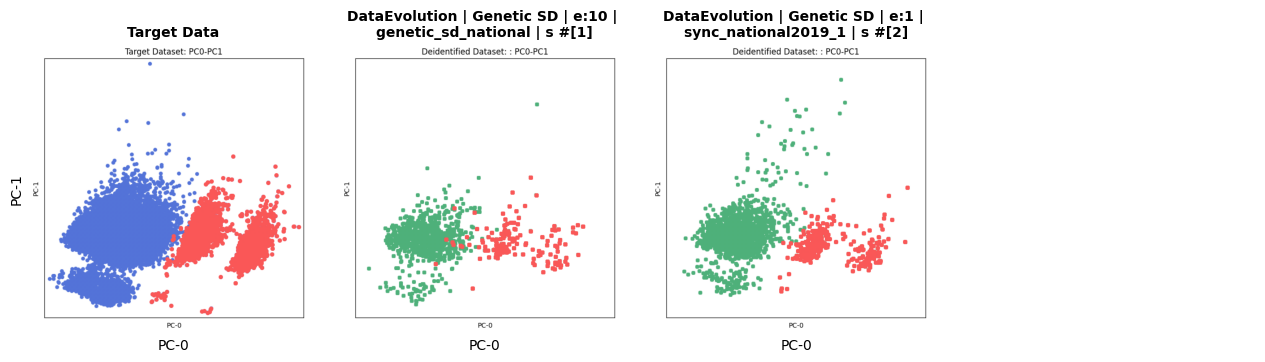 Target Data
Target Dataset: PC0-PC1
PC-1
PC-1
PC-0
PC-0
DataEvolution | Genetic SD | e:10 |
genetic_sd_national | s #[1]
Deidentified Dataset: : PC0-PC1
PC-1
PC-0
PC-0
DataEvolution | Genetic SD | e:1 |
sync_national2019_1 | s #[2]
Deidentified Dataset: : PC0-PC1
PC-1
PC-0
PC-0